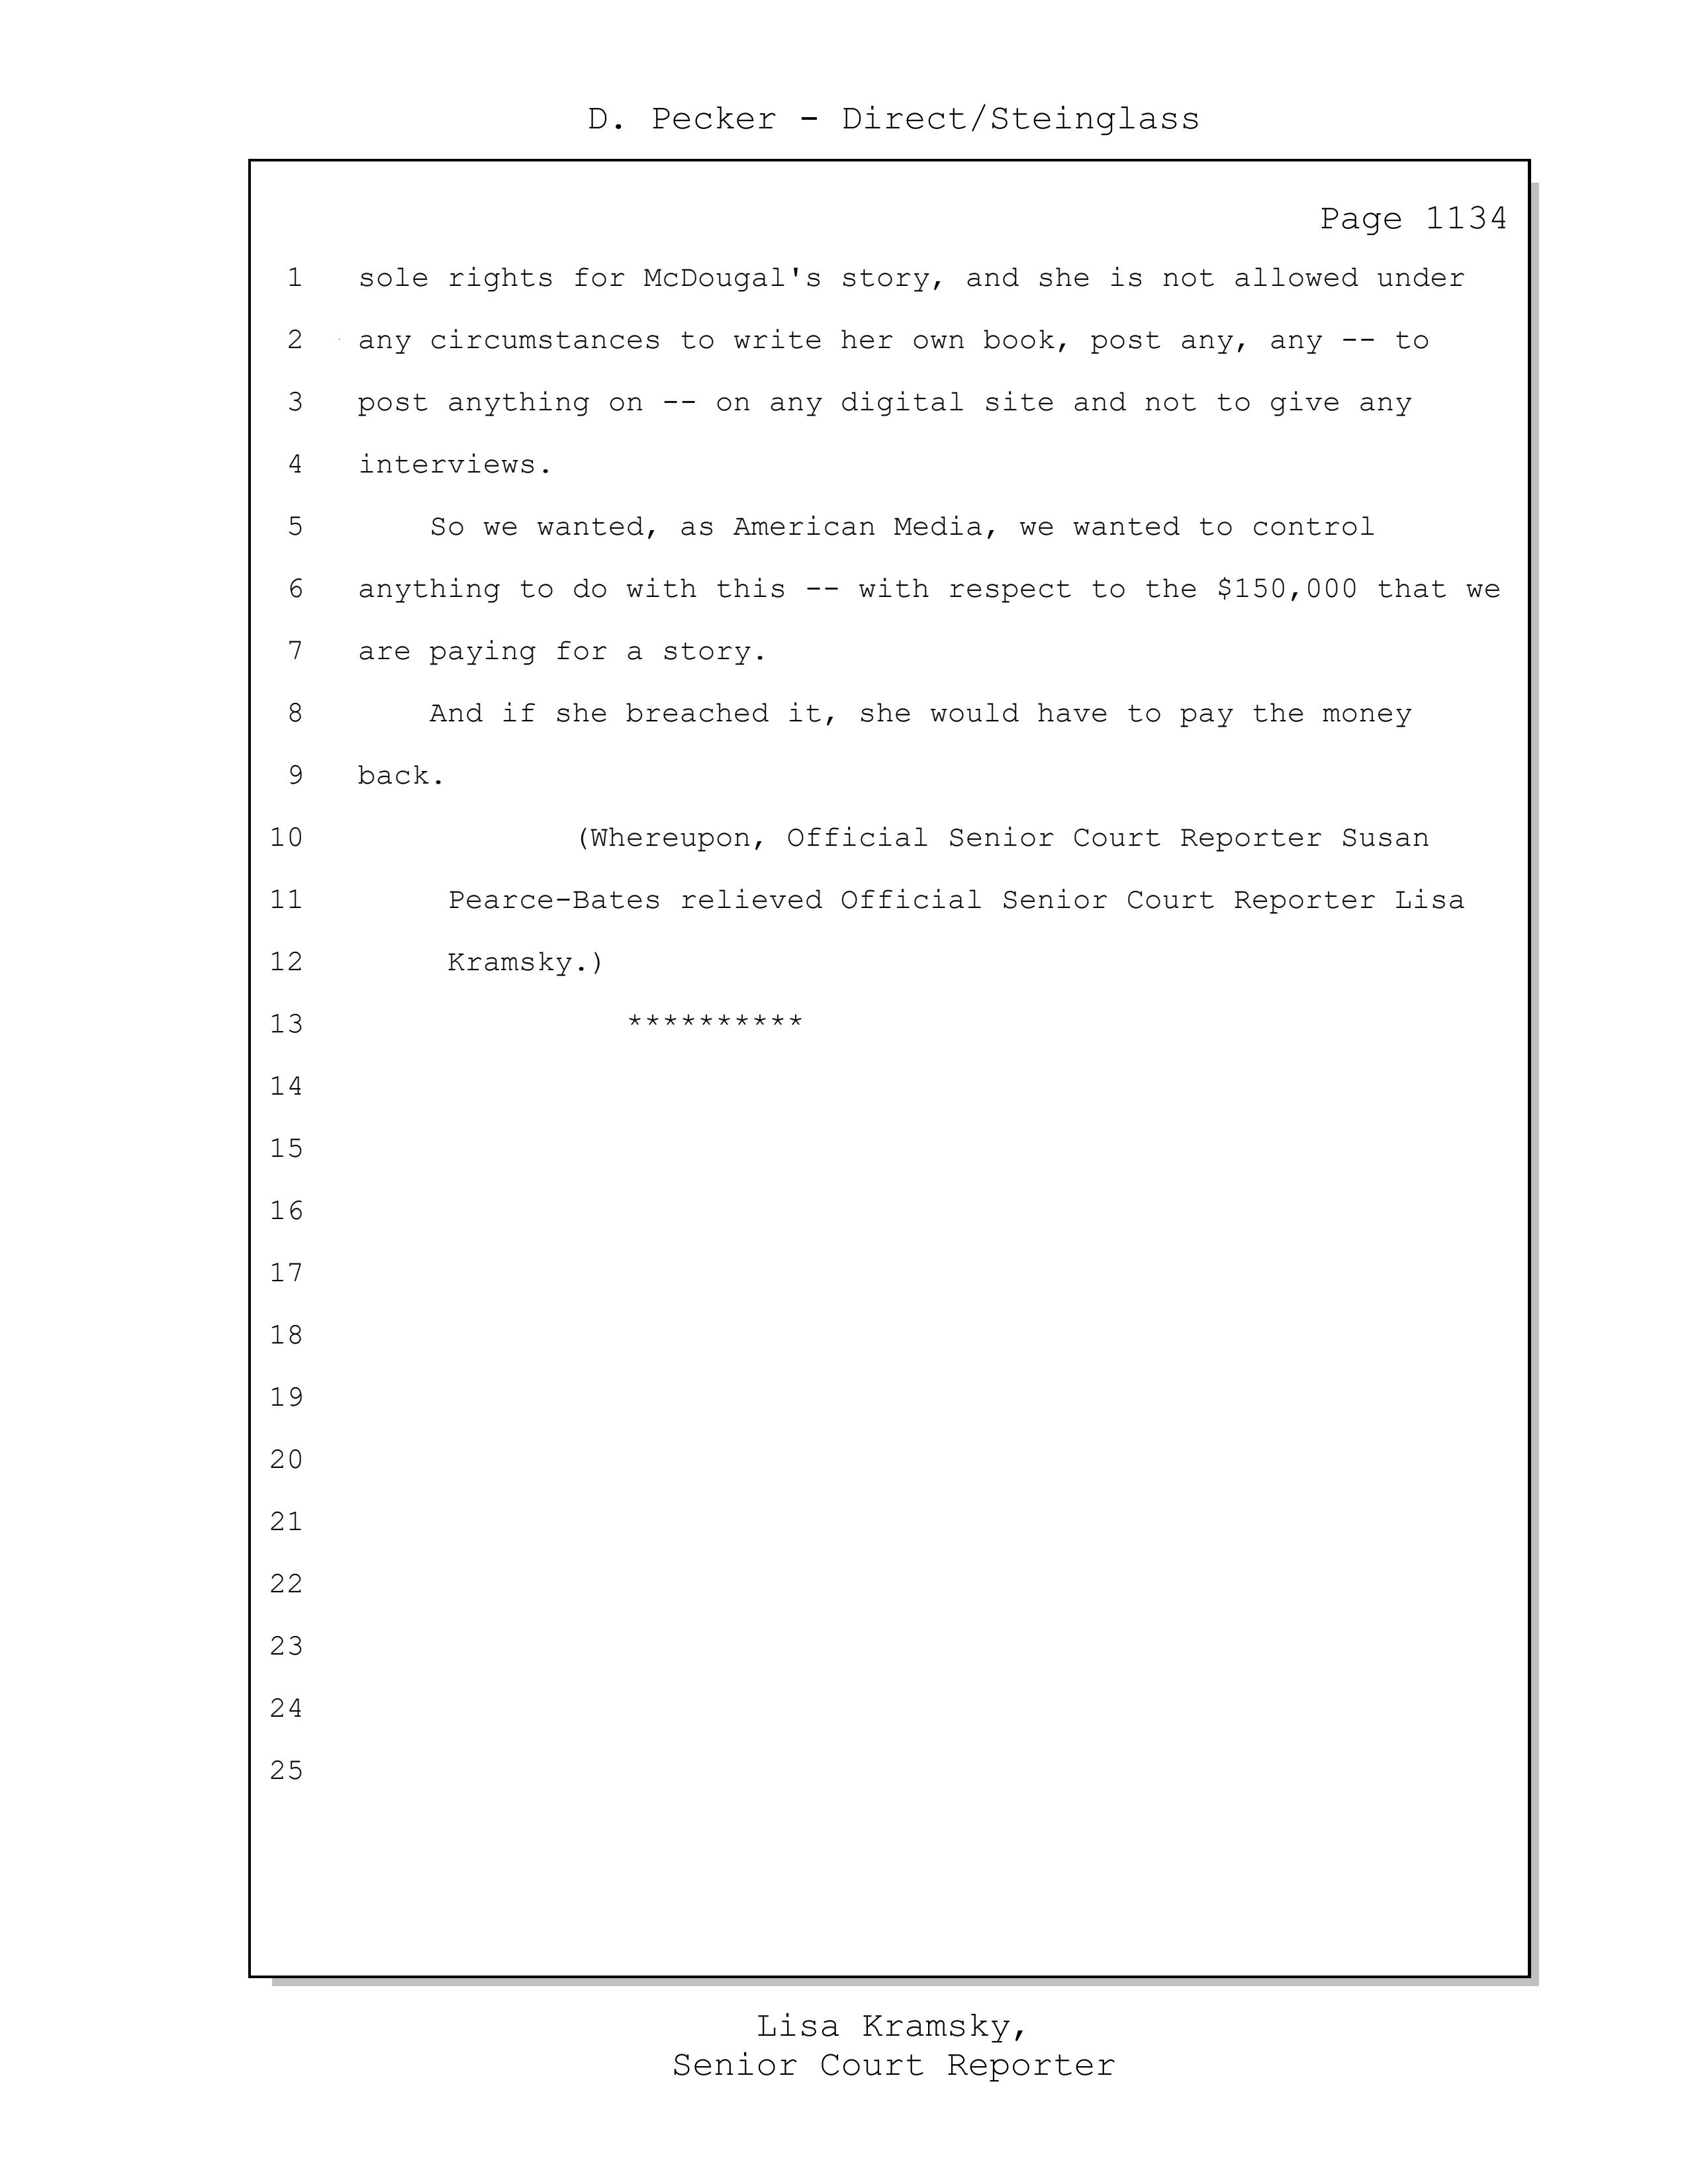 D. Pecker - Direct/Steinglass
Page 1134
1 sole rights for McDougal's story, and she is not allowed under
2 any circumstances to write her own book, post any, any -- to
3 post anything on -- on any digital site and not to give any
4 interviews.
5 So we wanted, as American Media, we wanted to control
6 anything to do with this -- with respect to the $150,000 that we
7 are paying for a story.
8 And if she breached it, she would have to pay the money
9 back.
10 (Whereupon, Official Senior Court Reporter Susan
11 Pearce-Bates relieved Official Senior Court Reporter Lisa
12 Kramsky.)
13 **********
14
15
16
17
18
19
20
21
22
23
24
25
Lisa Kramsky,
Senior Court Reporter